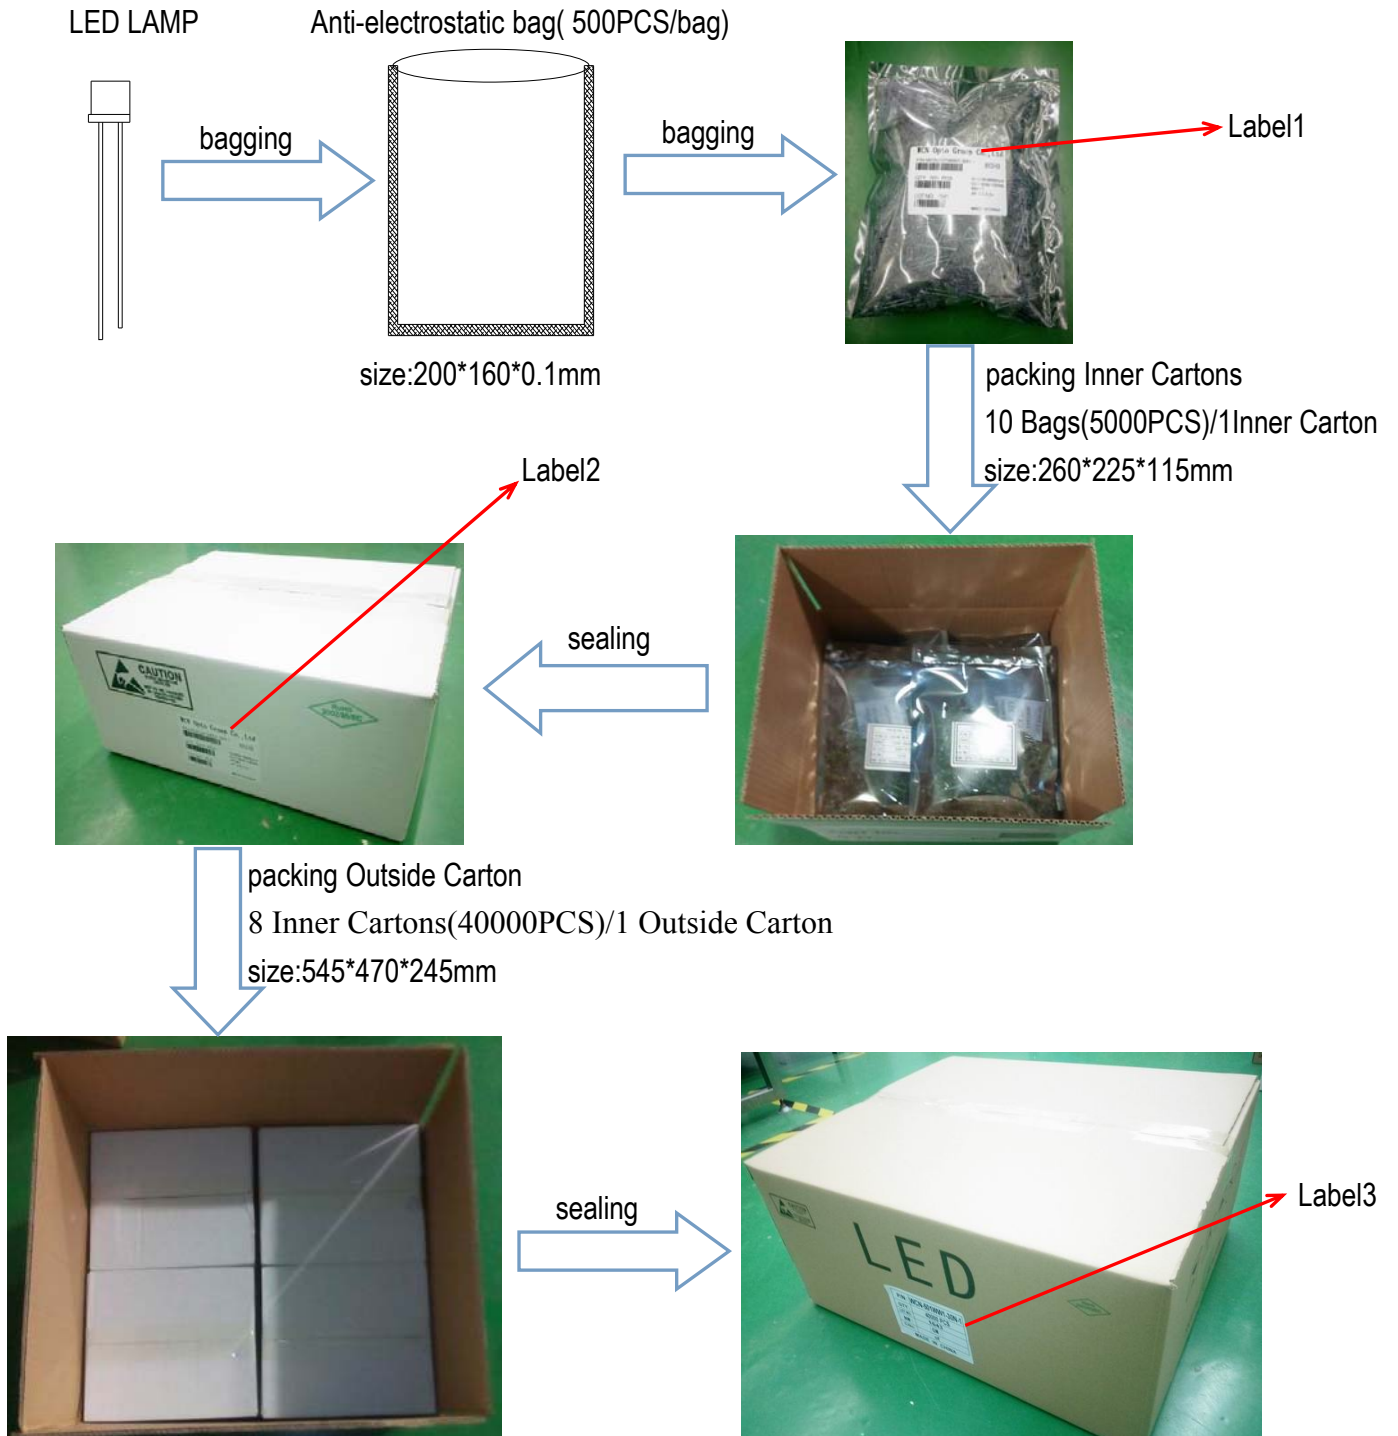 LED LAMP
Anti-electrostatic bag( 500PCS/bag)
bagging
bagging
Label1
size:200*160*0.1mm
packing Inner Cartons
10 Bags(5000PCS)/1Inner Carton
size:260*225*115mm
Label2
sealing
CAUTION
packing Outside Carton
8 Inner Cartons(40000PCS)/1 Outside Carton
size:545*470*245mm
sealing
LED
Label3